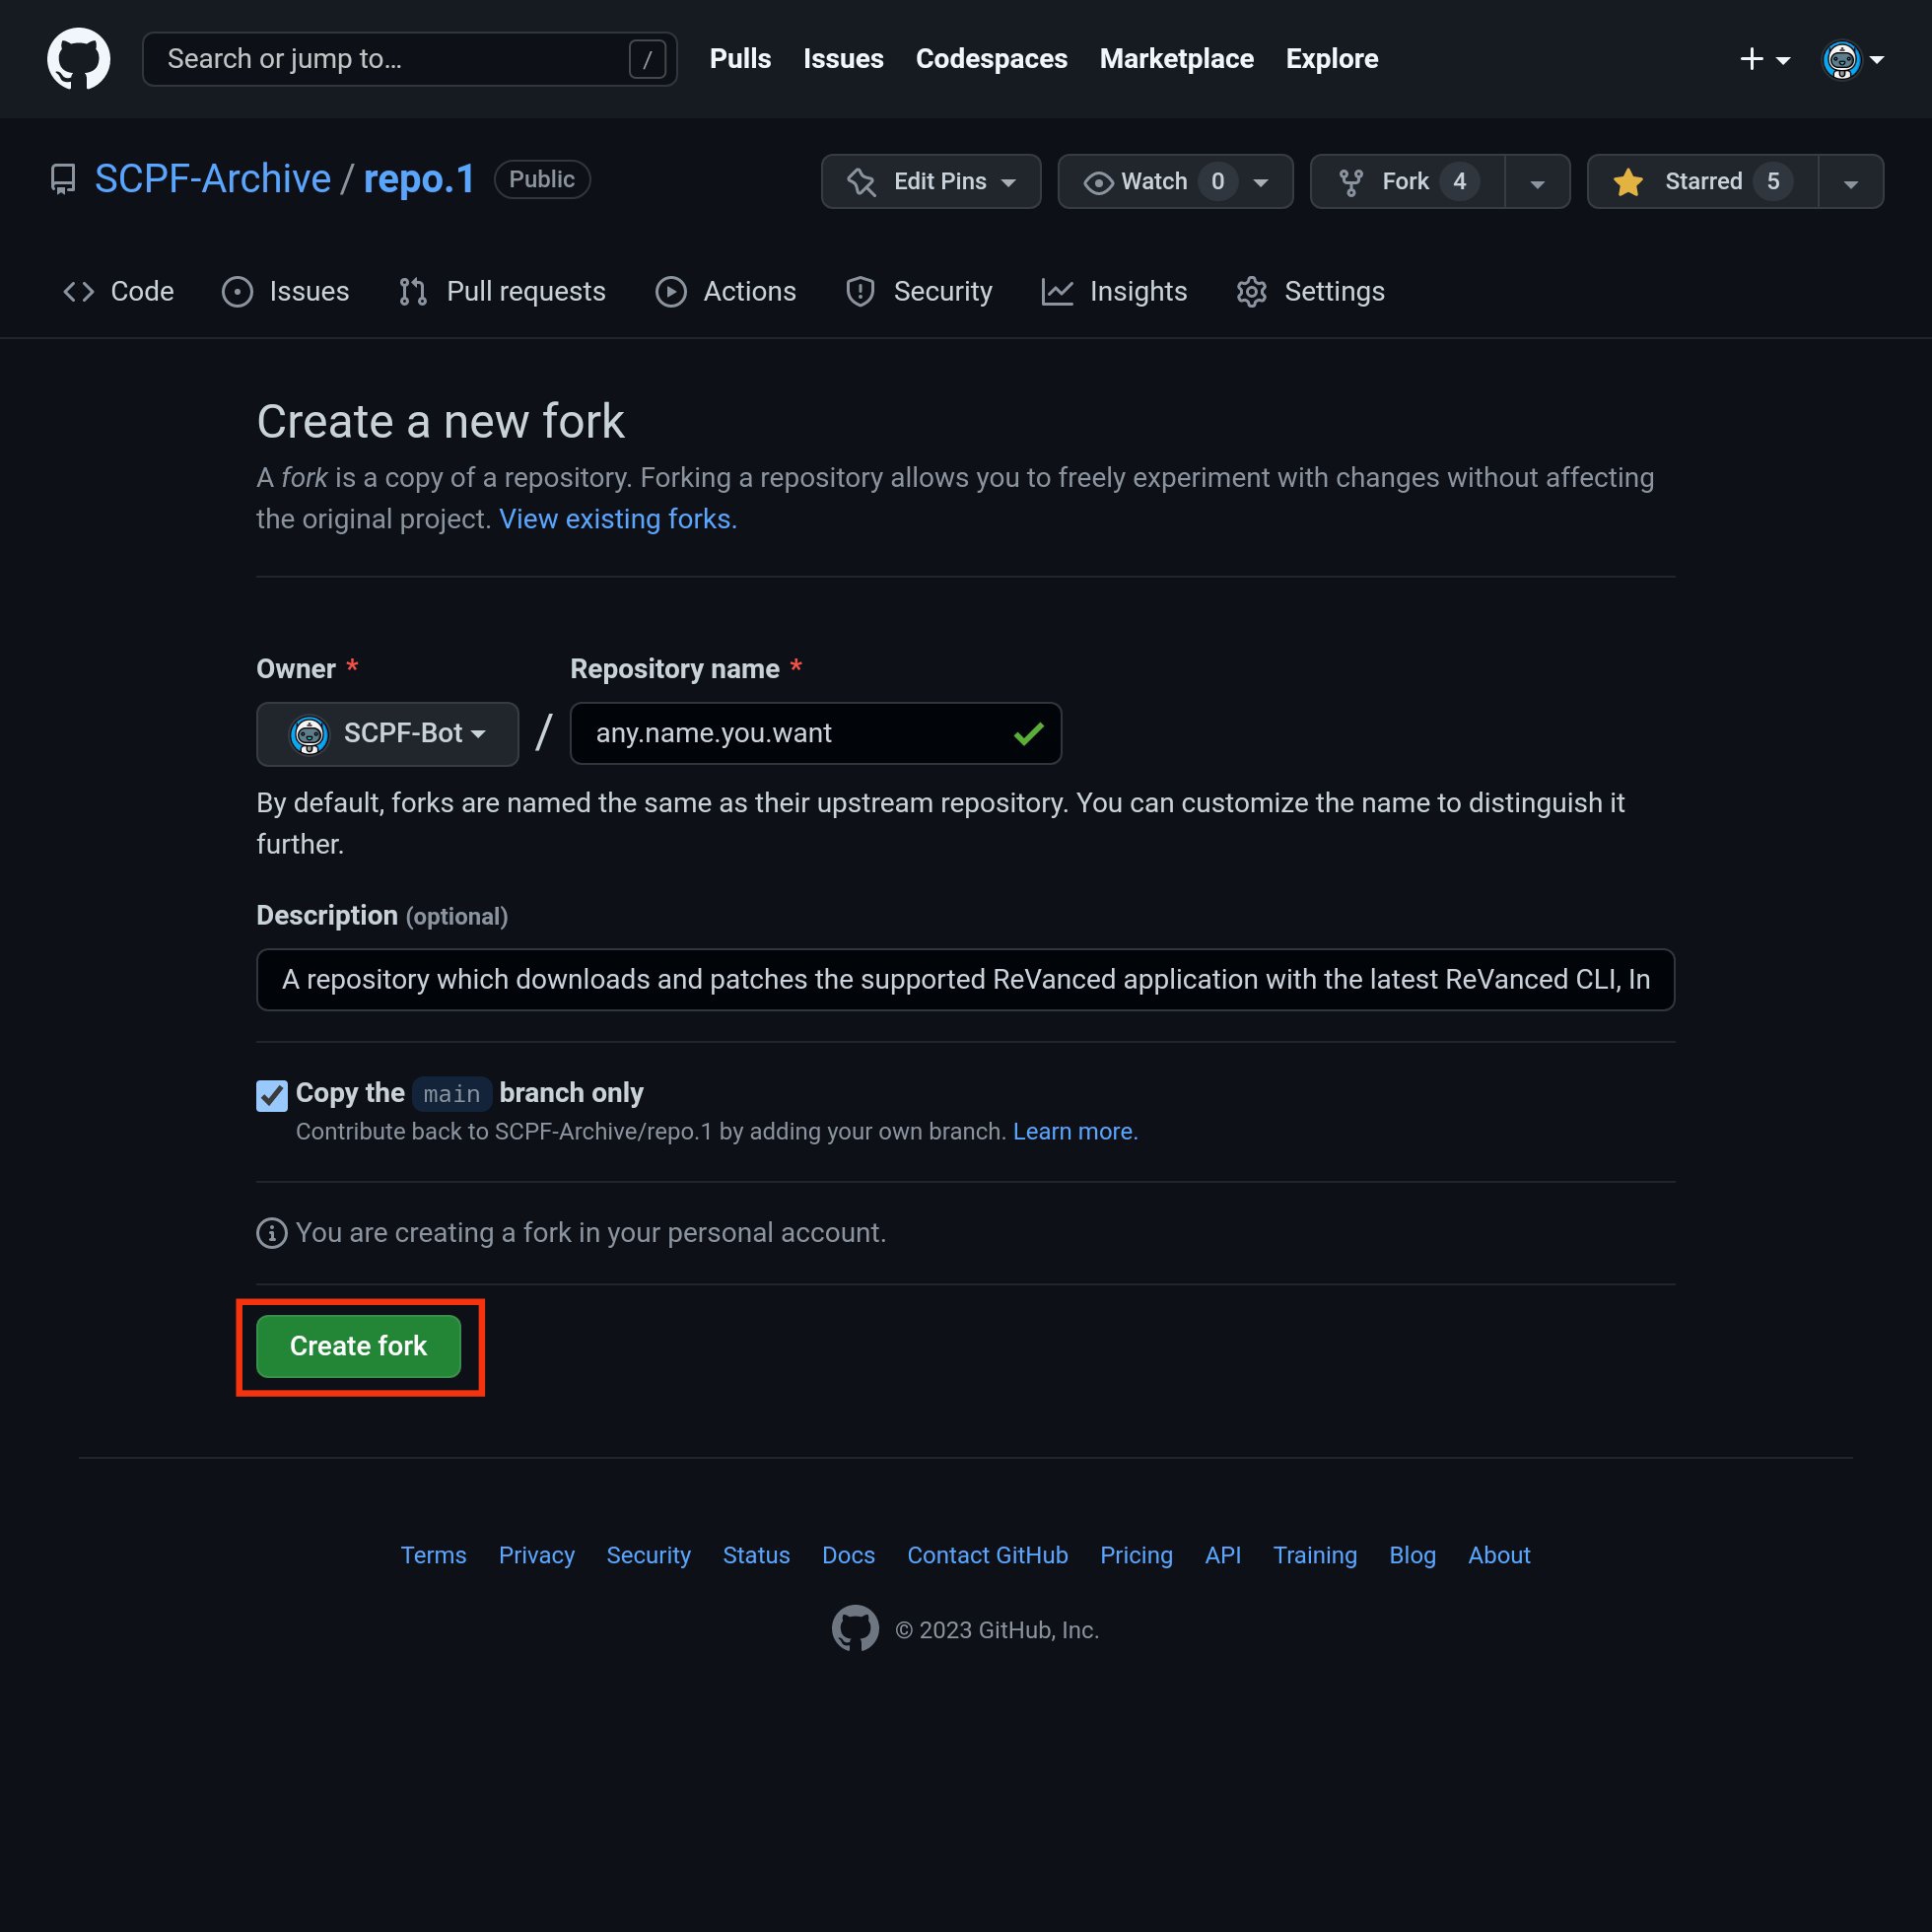 Search or jump to… /
Pulls Issues Codespaces Marketplace Explore
SCPF-Archive / repo.1 Public
Edit Pins Watch 0 Fork 4 Starred 5
Code Issues Pull requests Actions Security Insights Settings
Create a new fork
A fork is a copy of a repository. Forking a repository allows you to freely experiment with changes without affecting
the original project. View existing forks.
Owner * Repository name *
SCPF-Bot / any.name.you.want
By default, forks are named the same as their upstream repository. You can customize the name to distinguish it
further.
Description (optional)
A repository which downloads and patches the supported ReVanced application with the latest ReVanced CLI, In
Copy the main branch only
Contribute back to SCPF-Archive/repo.1 by adding your own branch. Learn more.
You are creating a fork in your personal account.
Create fork
Terms Privacy Security Status Docs Contact GitHub Pricing API Training Blog About
© 2023 GitHub, Inc.